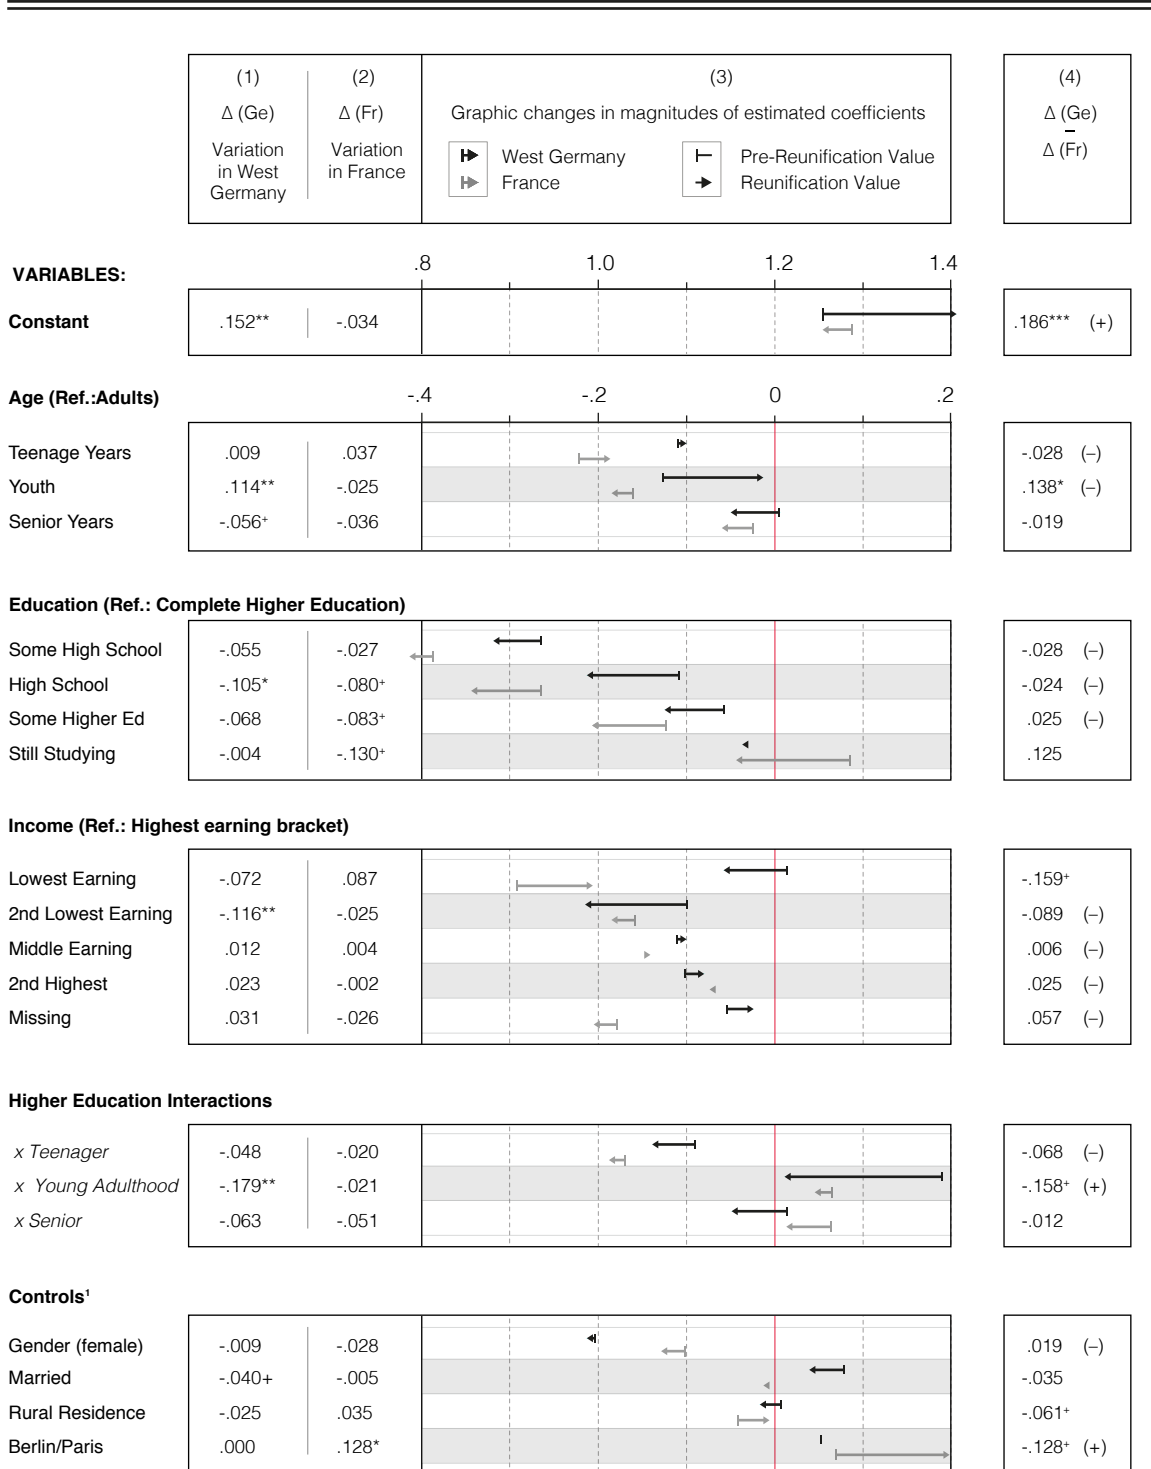 (1) (2) (3) (4)
Δ (Ge) Δ (Fr) Graphic changes in magnitudes of estimated coefficients Δ (Ge)
–
Δ (Fr)
Variation in West Germany
Variation in France
West Germany Pre-Reunification Value
France Reunification Value
VARIABLES: .8 1.0 1.2 1.4
Constant .152** -.034 .186*** (+)
Age (Ref.:Adults) -.4 -.2 0 .2
Teenage Years .009 .037 -.028 (–)
Youth .114** -.025 .138* (–)
Senior Years -.056+ -.036 -.019
Education (Ref.: Complete Higher Education)
Some High School -.055 -.027 -.028 (–)
High School -.105* -.080+ -.024 (–)
Some Higher Ed -.068 -.083+ .025 (–)
Still Studying -.004 -.130+ .125
Income (Ref.: Highest earning bracket)
Lowest Earning -.072 .087 -.159+
2nd Lowest Earning -.116** -.025 -.089 (–)
Middle Earning .012 .004 .006 (–)
2nd Highest .023 -.002 .025 (–)
Missing .031 -.026 .057 (–)
Higher Education Interactions
x Teenager -.048 -.020 -.068 (–)
x Young Adulthood -.179** -.021 -.158+ (+)
x Senior -.063 -.051 -.012
Controls¹
Gender (female) -.009 -.028 .019 (–)
Married -.040+ -.005 -.035
Rural Residence -.025 .035 -.061+
Berlin/Paris .000 .128* -.128+ (+)